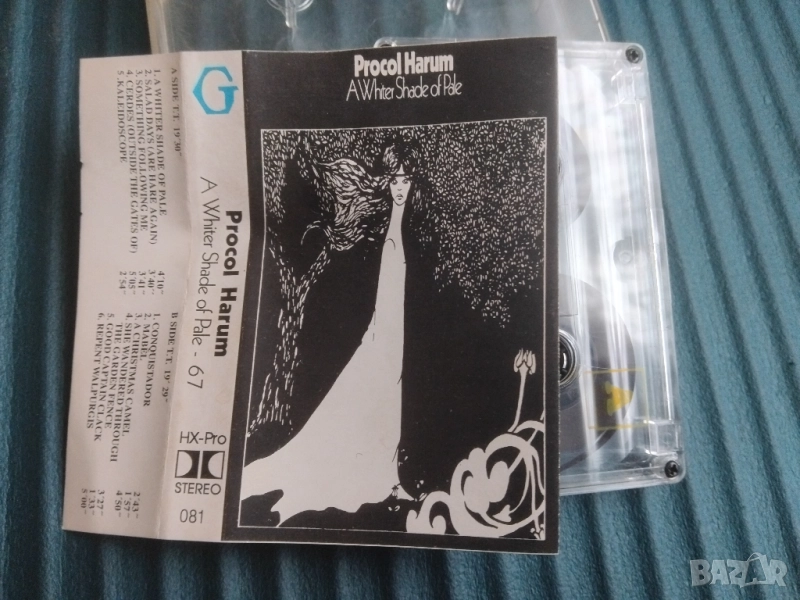 Procol Harum
A Whiter Shade of Pale
G
Procol Harum
A Whiter Shade of Pale - 67
HX-Pro
STEREO
081
A SIDE T.T. 19'30"
1. A WHITER SHADE OF PALE 4'10"
2. SALAD DAYS (ARE HARE AGAIN) 3'40"
3. SOMETHING FOLLOWING ME 3'41"
4. CERDES (OUTSIDE THE GATES OF) 5'05"
5. KALEIDOSCOPE 2'54"
B SIDE T.T. 19'29"
1. CONQUISTADOR 2'43"
2. MABEL 1'57"
3. A CHRISTMAS CAMEL 4'50"
4. SHE WANDERED THROUGH
THE GARDEN FENCE 3'27"
5. GOOD CAPTAIN CLACK 1'33"
6. REPENT WALPURGIS 5'00"
A
BAZAR